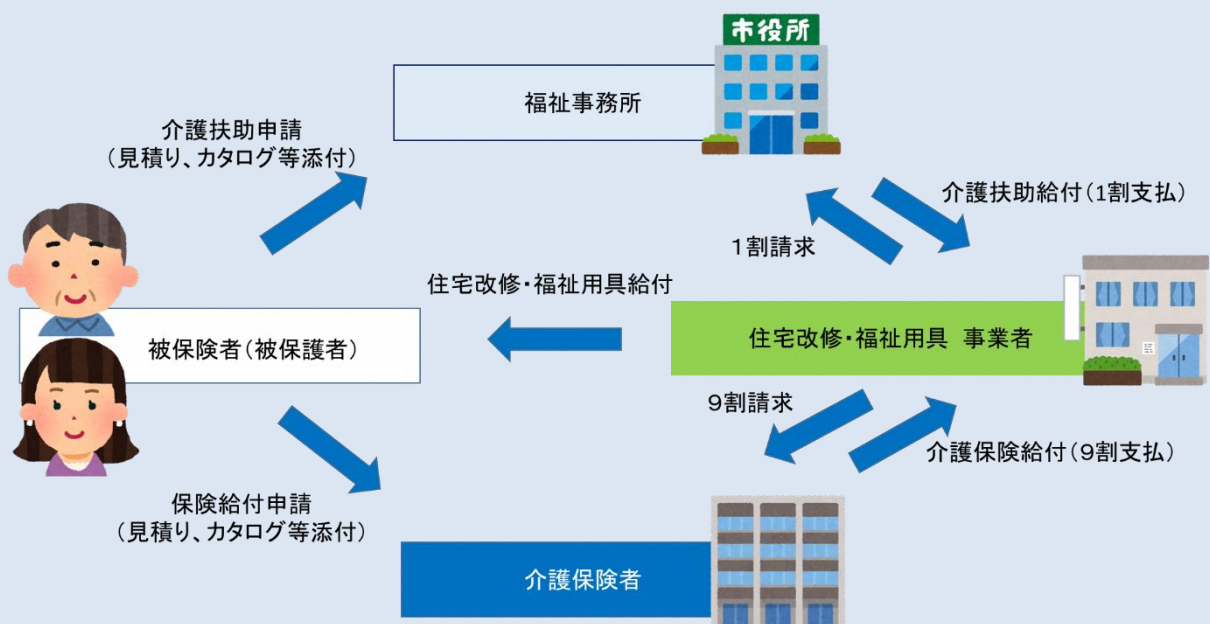 市役所
福祉事務所
介護扶助申請
(見積り、カタログ等添付)
介護扶助給付(1割支払)
1割請求
住宅改修・福祉用具給付
被保険者(被保護者)
住宅改修・福祉用具 事業者
9割請求
介護保険給付(9割支払)
保険給付申請
(見積り、カタログ等添付)
介護保険者